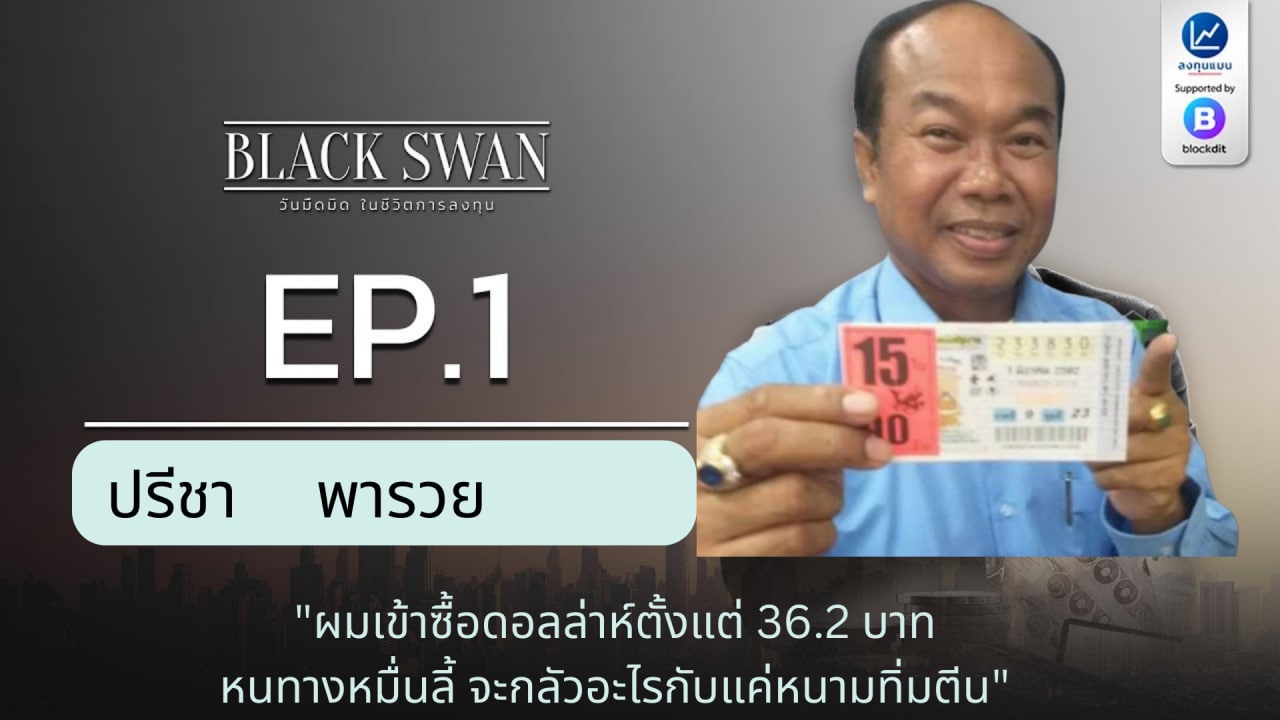 ลงทุนแมน
Supported by
B
blockdit
BLACK SWAN
วันมืดมิด ในชีวิตการลงทุน
EP.1
ปรีชา พารวย
15
233830
9
23
"ผมเข้าซื้อดอลล่าห์ตั้งแต่ 36.2 บาท
หนทางหมื่นลี้ จะกลัวอะไรกับแค่หนามทิ่มตีน"